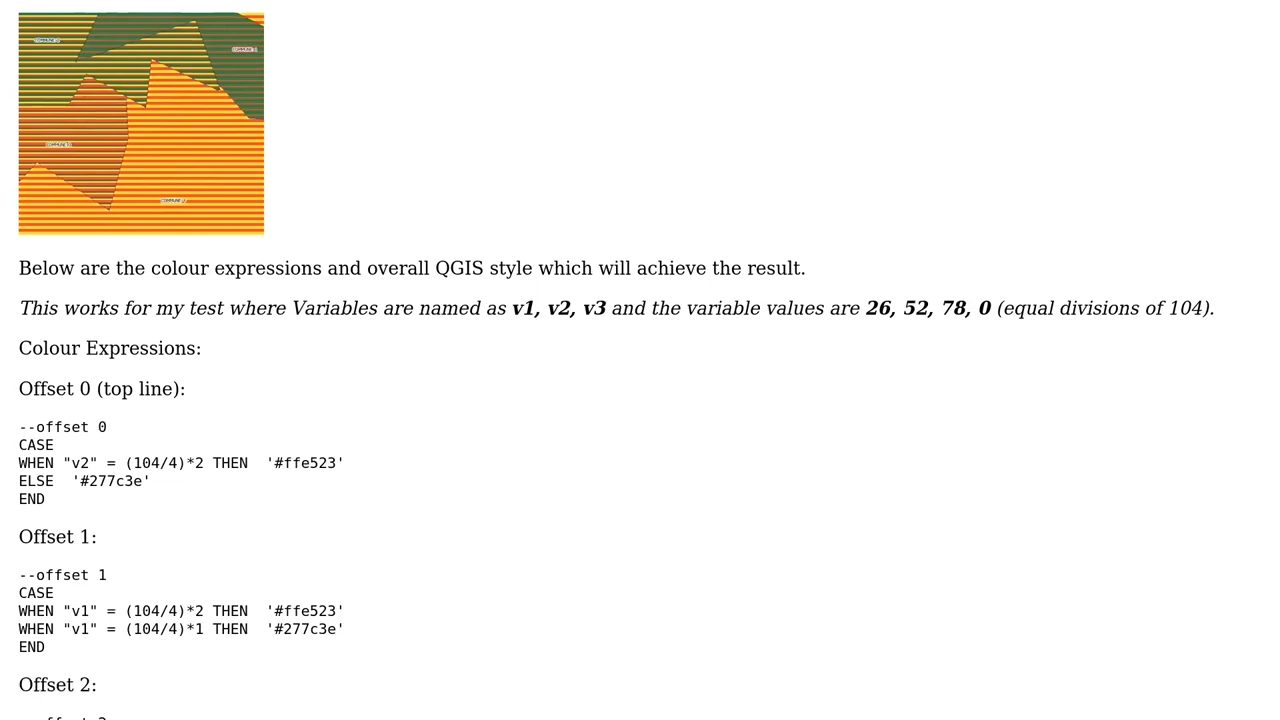 Below are the colour expressions and overall QGIS style which will achieve the result.
This works for my test where Variables are named as v1, v2, v3 and the variable values are 26, 52, 78, 0 (equal divisions of 104).
Colour Expressions:
Offset 0 (top line):
--offset 0
CASE
WHEN "v2" = (104/4)*2 THEN  '#ffe523'
ELSE  '#277c3e'
END
Offset 1:
--offset 1
CASE
WHEN "v1" = (104/4)*2 THEN  '#ffe523'
WHEN "v1" = (104/4)*1 THEN  '#277c3e'
END
Offset 2: